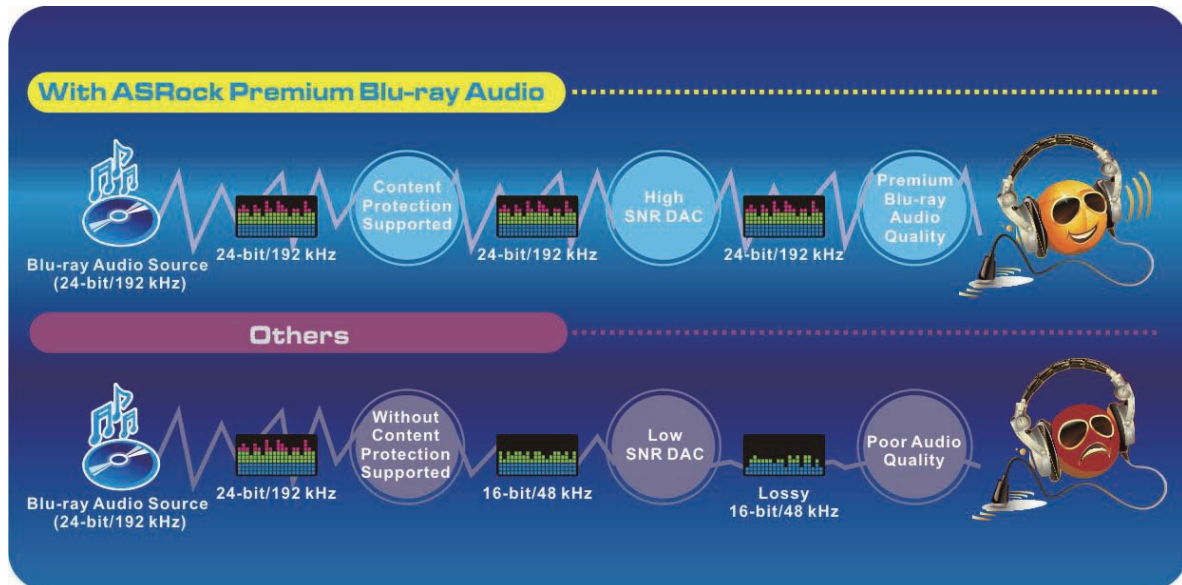 With ASRock Premium Blu-ray Audio
Blu-ray Audio Source
(24-bit/192 kHz)
24-bit/192 kHz
Content
Protection
Supported
24-bit/192 kHz
High
SNR DAC
24-bit/192 kHz
Premium
Blu-ray
Audio
Quality
Others
Blu-ray Audio Source
(24-bit/192 kHz)
24-bit/192 kHz
Without
Content
Protection
Supported
16-bit/48 kHz
Low
SNR DAC
Lossy
16-bit/48 kHz
Poor Audio
Quality